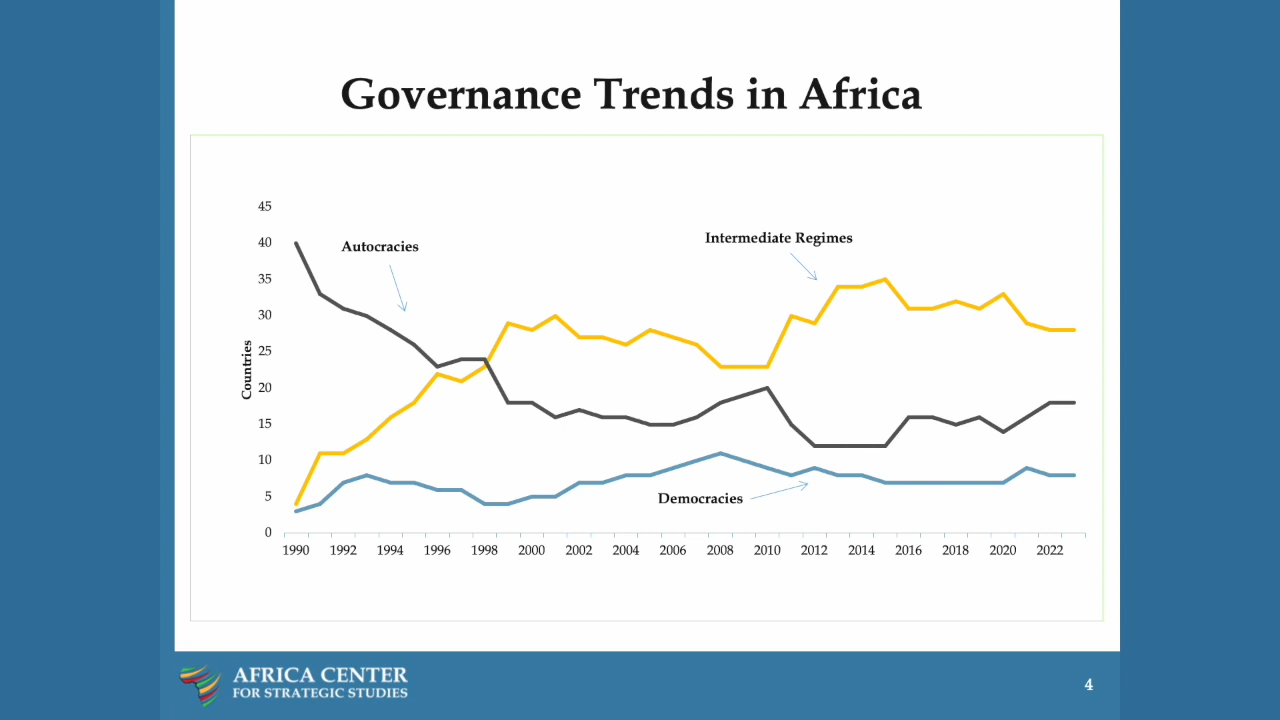 Governance Trends in Africa
45
40
35
30
25
20
15
10
5
0
Countries
Autocracies
Intermediate Regimes
Democracies
1990 1992 1994 1996 1998 2000 2002 2004 2006 2008 2010 2012 2014 2016 2018 2020 2022
AFRICA CENTER
FOR STRATEGIC STUDIES
4